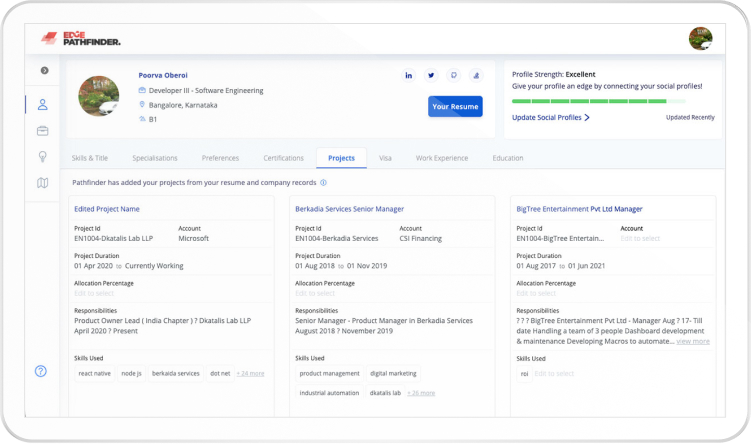 EDGE
PATHFINDER.
Poorva Oberoi
Developer III - Software Engineering
Bangalore, Karnataka
B1
Your Resume
Profile Strength: Excellent
Give your profile an edge by connecting your social profiles!
Update Social Profiles
Updated Recently
Skills & Title
Specialisations
Preferences
Certifications
Projects
Visa
Work Experience
Education
Pathfinder has added your projects from your resume and company records
Edited Project Name
Project Id
Account
EN1004-Dkatalis Lab LLP
Microsoft
Project Duration
01 Apr 2020 to Currently Working
Allocation Percentage
Edit to select
Responsibilities
Product Owner Lead ( India Chapter ) ? Dkatalis Lab LLP
April 2020 ? Present
Skills Used
react native node js berkaida services dot net + 24 more
Berkadia Services Senior Manager
Project Id
Account
EN1004-Berkadia Services
CSI Financing
Project Duration
01 Aug 2018 to 01 Nov 2019
Allocation Percentage
Edit to select
Responsibilities
Senior Manager - Product Manager in Berkadia Services
August 2018 ? November 2019
Skills Used
product management digital marketing
industrial automation dkatalis lab + 26 more
BigTree Entertainment Pvt Ltd Manager
Project Id
Account
EN1004-BigTree Entertain...
Edit to select
Project Duration
01 Aug 2017 to 01 Jun 2021
Allocation Percentage
Edit to select
Responsibilities
? ? ? BigTree Entertainment Pvt Ltd - Manager Aug ? 17- Till
date Handling a team of 3 people Dashboard development
& maintenance Developing Macros to automate... view more
Skills Used
roi Edit to select